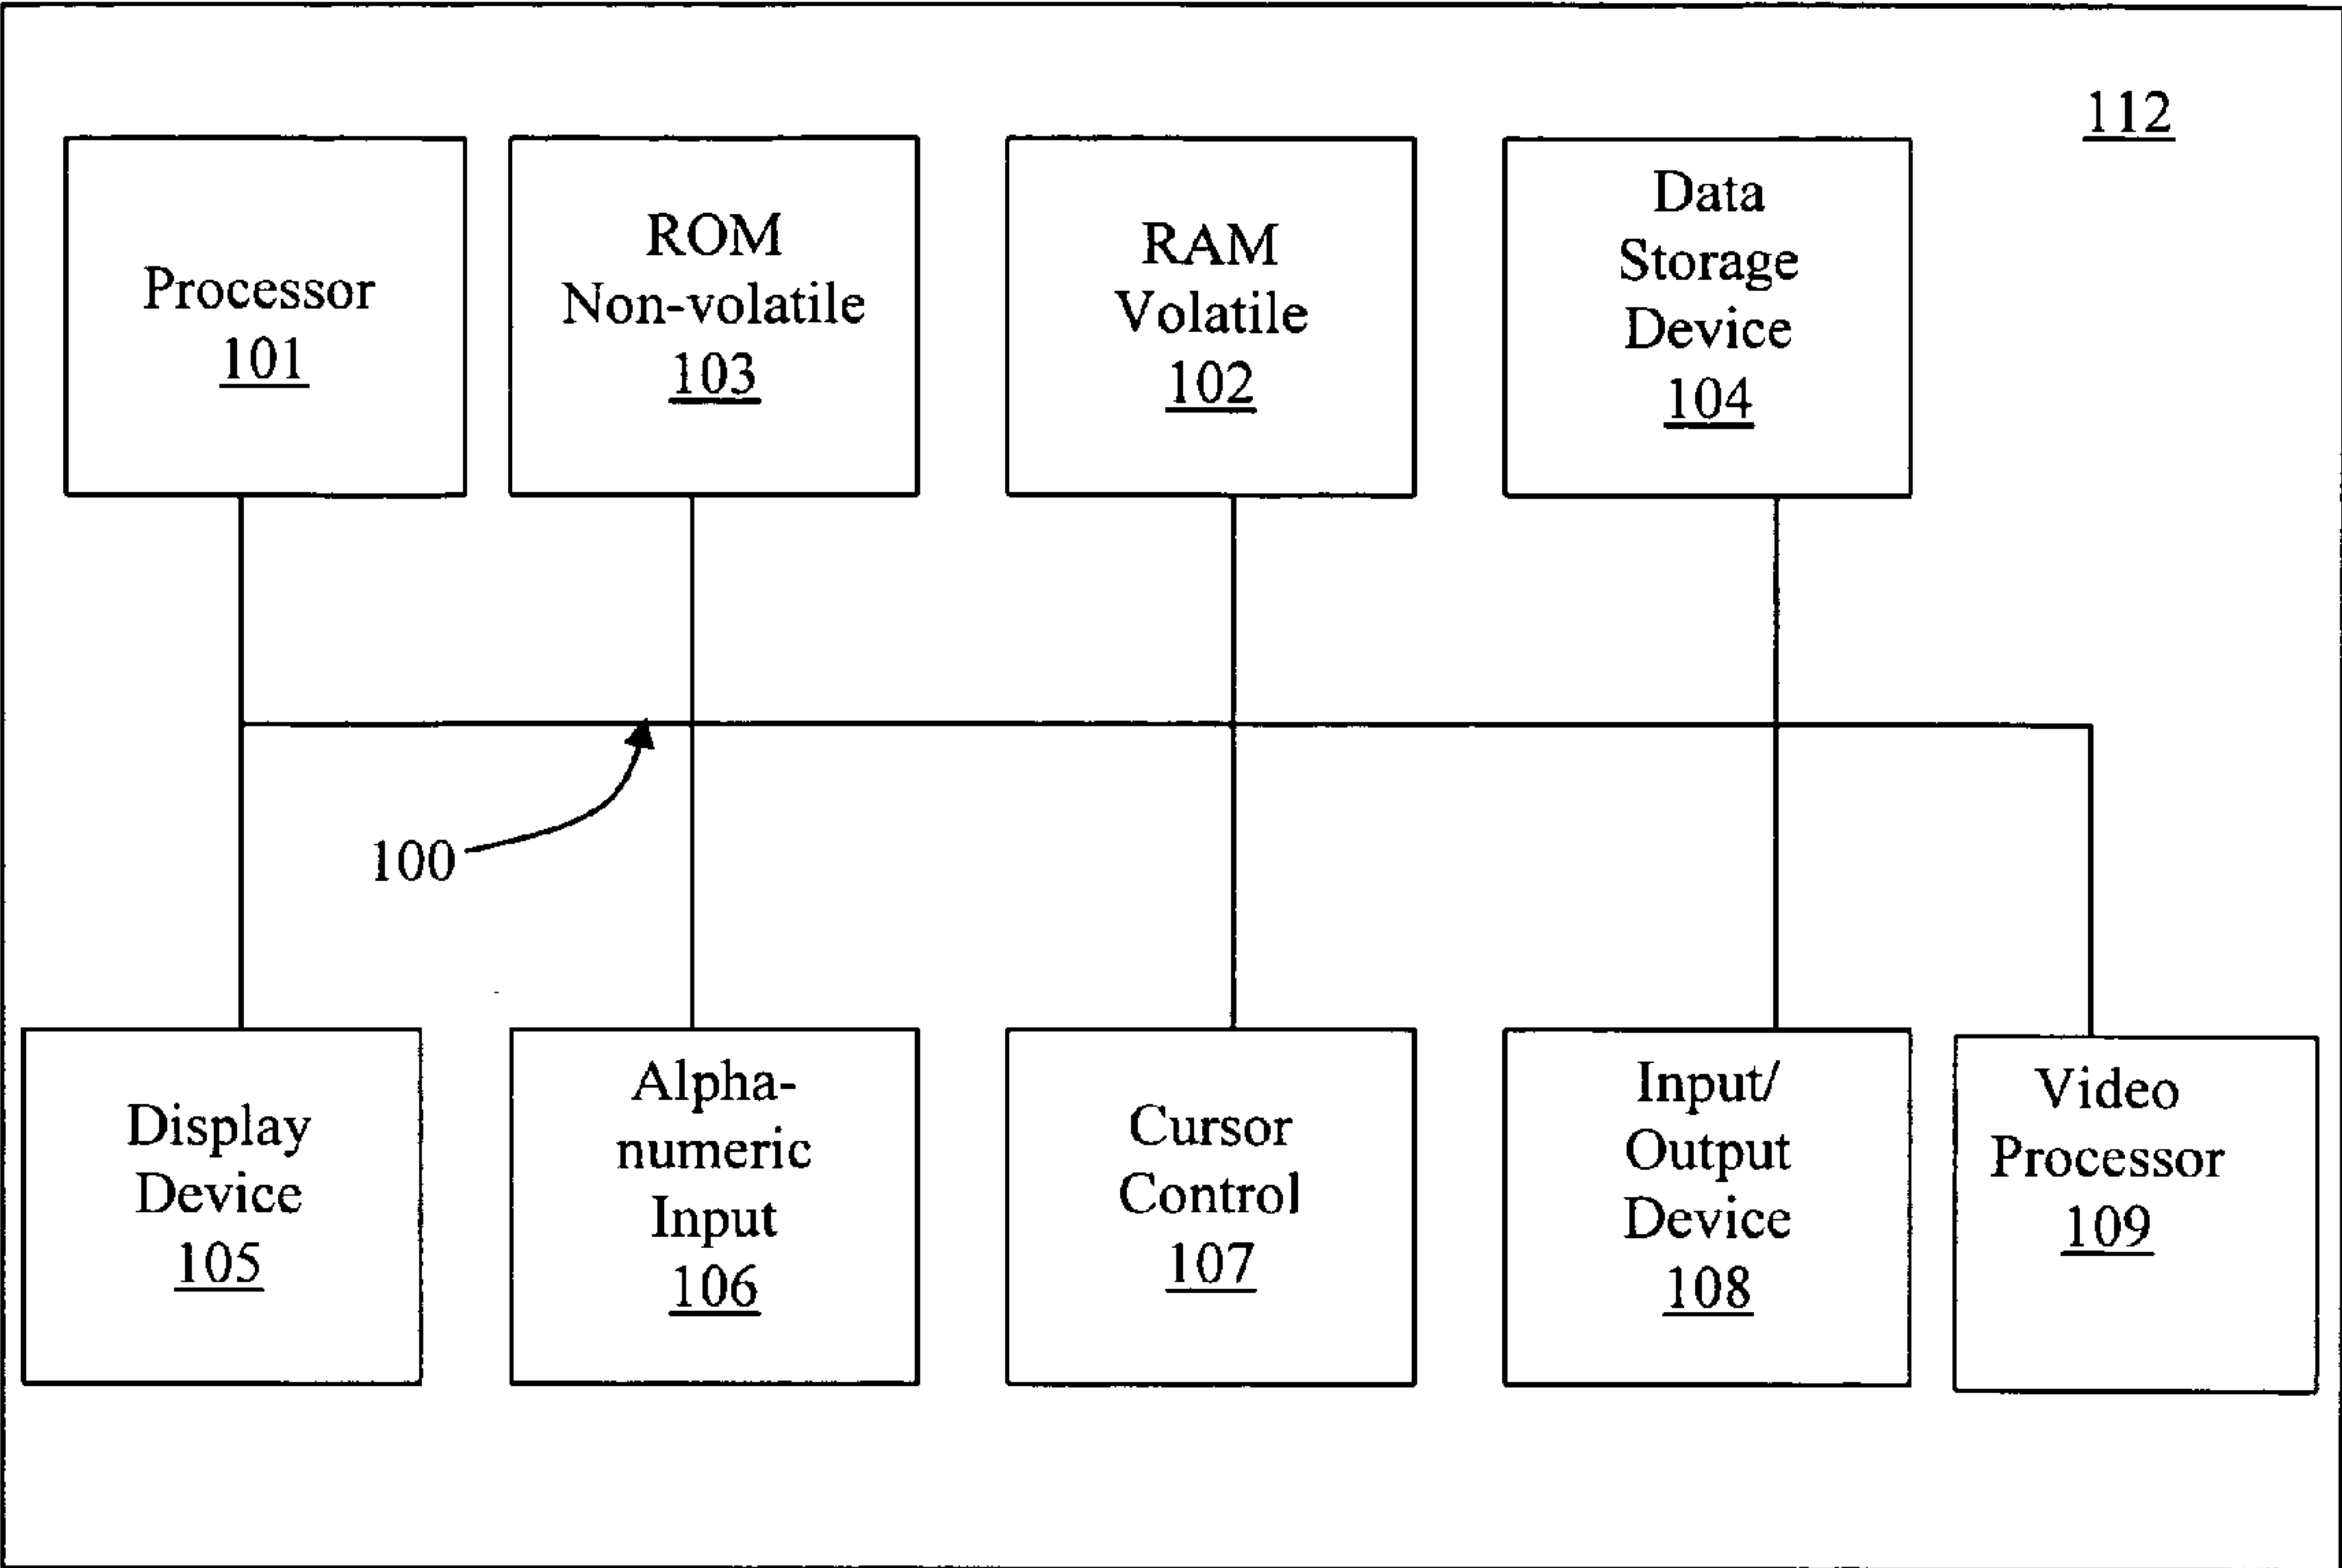 112
Processor
101
ROM
Non-volatile
103
RAM
Volatile
102
Data
Storage
Device
104
100
Display
Device
105
Alpha-
numeric
Input
106
Cursor
Control
107
Input/
Output
Device
108
Video
Processor
109